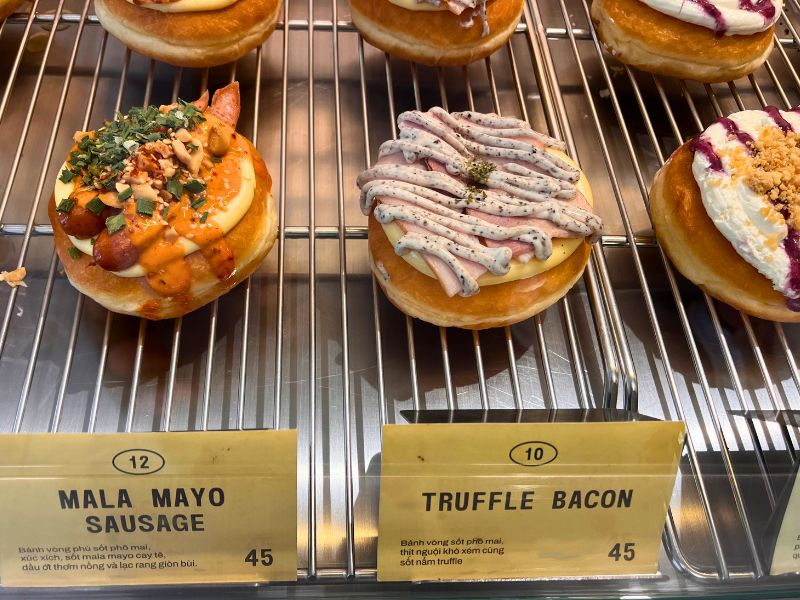 12
MALA MAYO
SAUSAGE
Bánh vòng phủ sốt phô mai,
xúc xích, sốt mala mayo cay tê,
dầu ớt thơm nồng và lạc rang giòn bùi.
45
10
TRUFFLE BACON
Bánh vòng sốt phô mai,
thịt nguội khò xém cùng
sốt nấm truffle
45